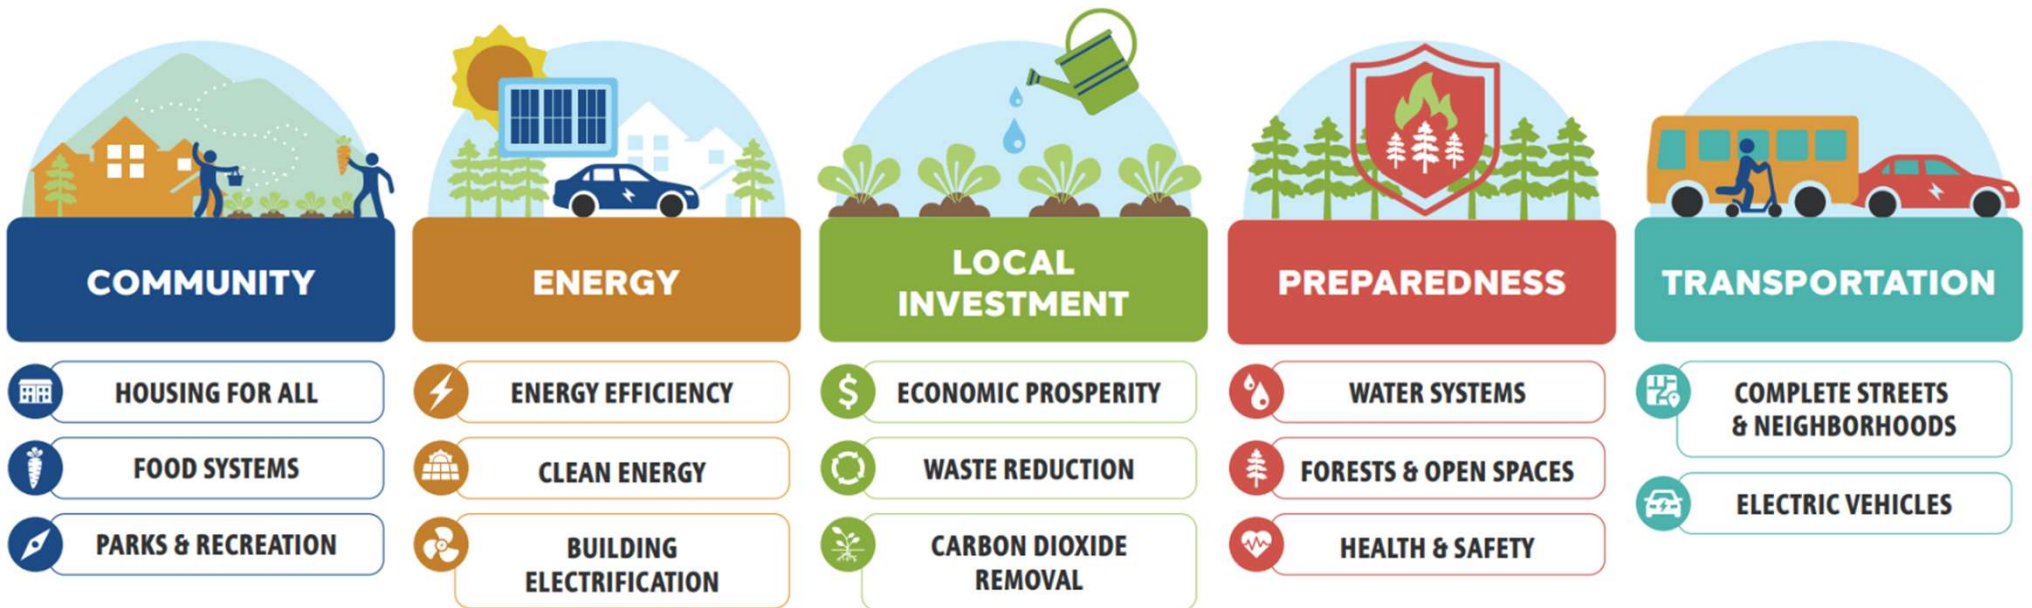 COMMUNITY
HOUSING FOR ALL
FOOD SYSTEMS
PARKS & RECREATION
ENERGY
ENERGY EFFICIENCY
CLEAN ENERGY
BUILDING
ELECTRIFICATION
LOCAL
INVESTMENT
ECONOMIC PROSPERITY
WASTE REDUCTION
CARBON DIOXIDE
REMOVAL
PREPAREDNESS
WATER SYSTEMS
FORESTS & OPEN SPACES
HEALTH & SAFETY
TRANSPORTATION
COMPLETE STREETS
& NEIGHBORHOODS
ELECTRIC VEHICLES